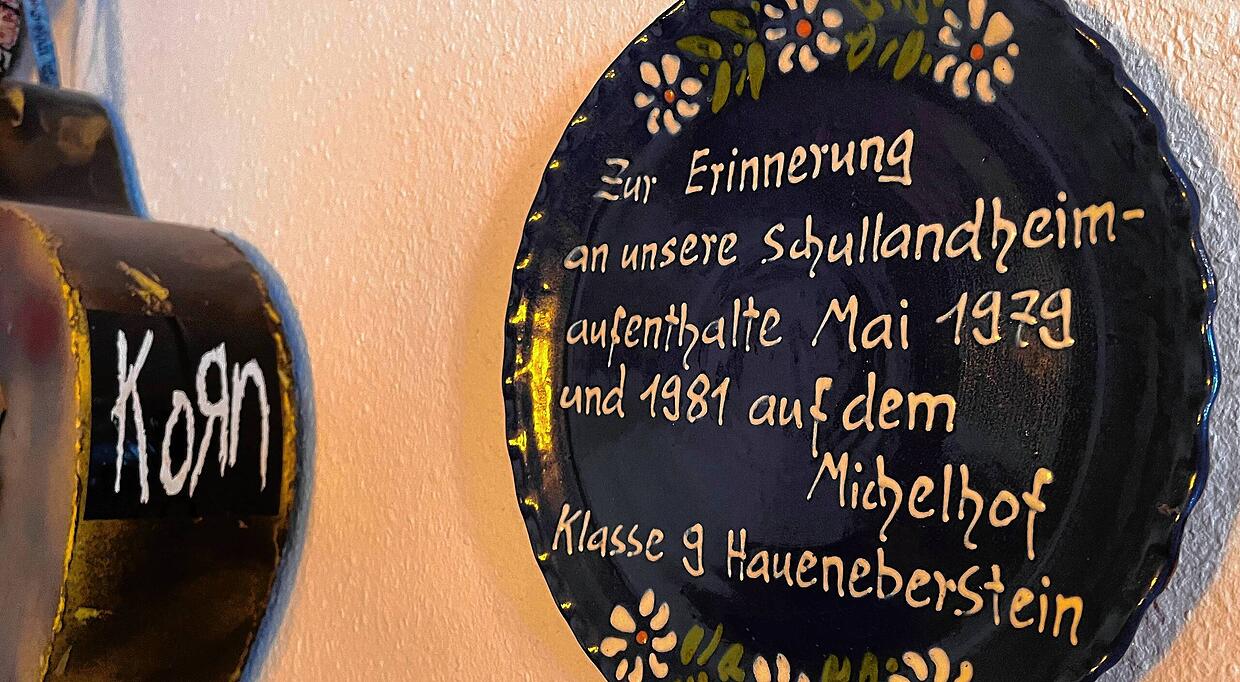 KoЯn
Zur Erinnerung
an unsere Schullandheim-
aufenthalte Mai 1979
und 1981 auf dem
Michelhof
Klasse 9 Haueneberstein